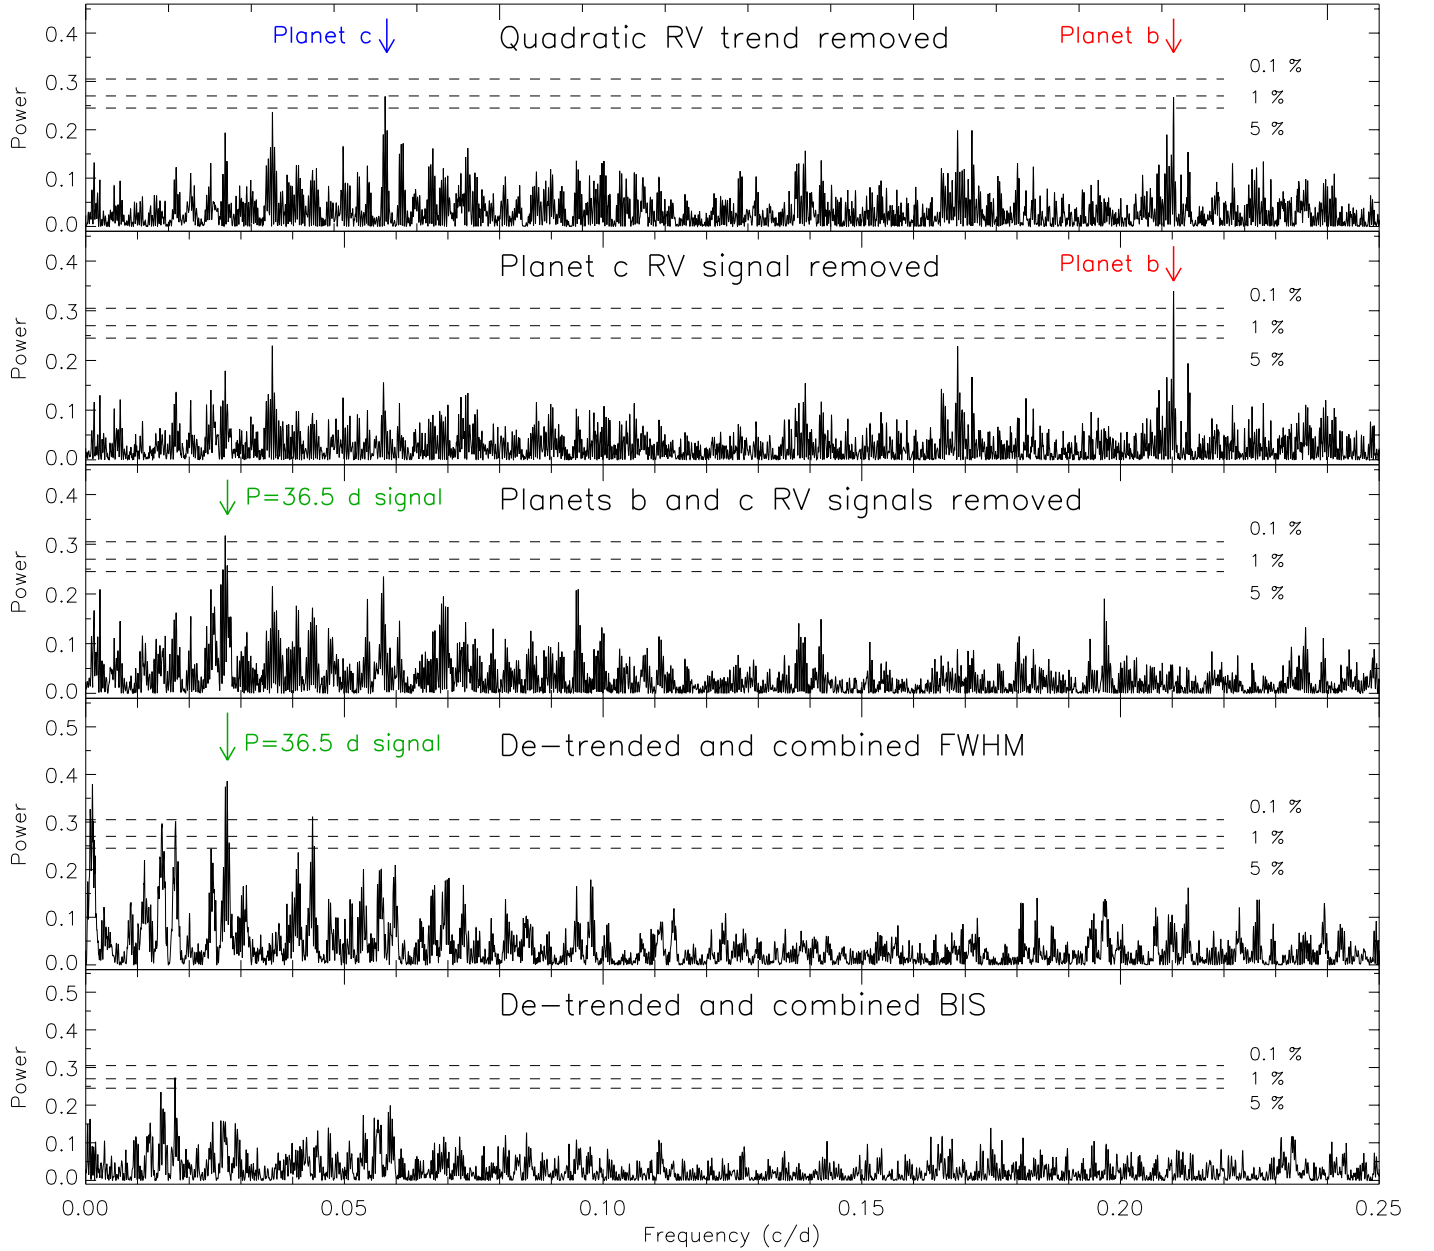 Planet c
Quadratic RV trend removed
Planet b
0.4
0.3
0.2
0.1
0.0
Power
0.1 %
1 %
5 %
Planet c RV signal removed
Planet b
0.4
0.3
0.2
0.1
0.0
Power
0.1 %
1 %
5 %
P=36.5 d signal
Planets b and c RV signals removed
0.4
0.3
0.2
0.1
0.0
Power
0.1 %
1 %
5 %
P=36.5 d signal
De-trended and combined FWHM
0.5
0.4
0.3
0.2
0.1
0.0
Power
0.1 %
1 %
5 %
De-trended and combined BIS
0.5
0.4
0.3
0.2
0.1
0.0
Power
0.1 %
1 %
5 %
0.00 0.05 0.10 0.15 0.20 0.25
Frequency (c/d)